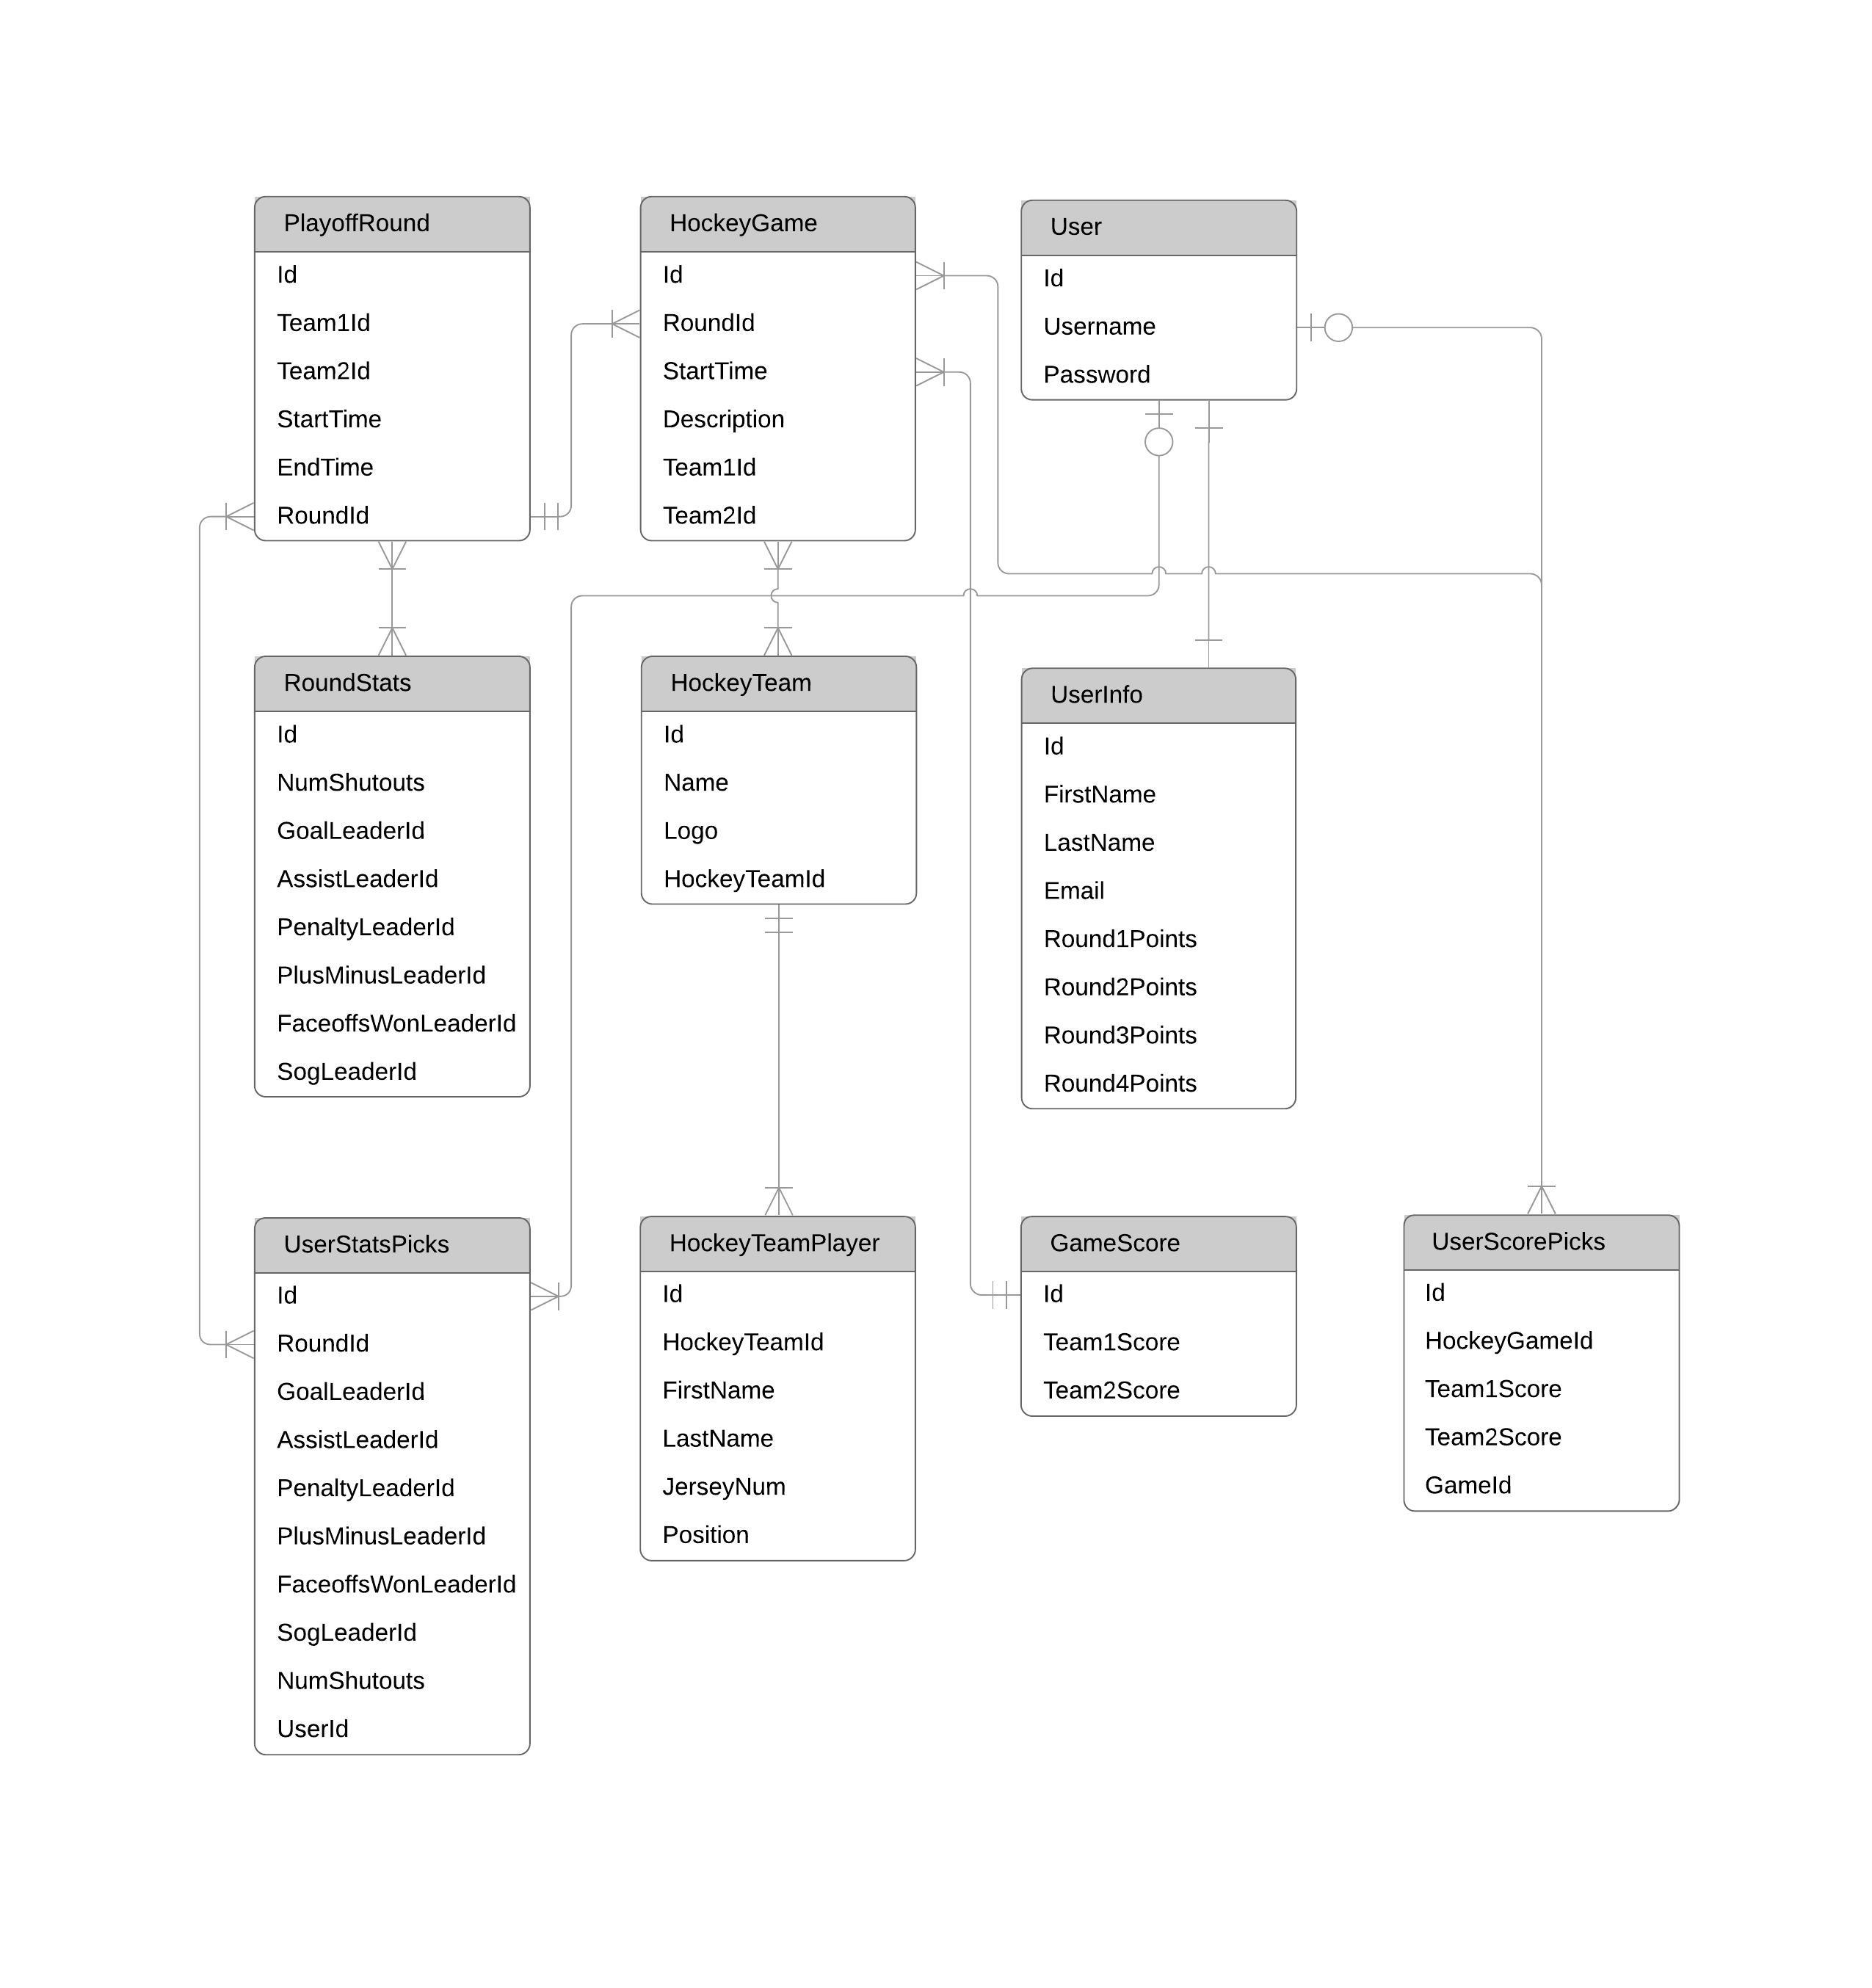 PlayoffRound
Id
Team1Id
Team2Id
StartTime
EndTime
RoundId
HockeyGame
Id
RoundId
StartTime
Description
Team1Id
Team2Id
User
Id
Username
Password
RoundStats
Id
NumShutouts
GoalLeaderId
AssistLeaderId
PenaltyLeaderId
PlusMinusLeaderId
FaceoffsWonLeaderId
SogLeaderId
HockeyTeam
Id
Name
Logo
HockeyTeamId
UserInfo
Id
FirstName
LastName
Email
Round1Points
Round2Points
Round3Points
Round4Points
UserStatsPicks
Id
RoundId
GoalLeaderId
AssistLeaderId
PenaltyLeaderId
PlusMinusLeaderId
FaceoffsWonLeaderId
SogLeaderId
NumShutouts
UserId
HockeyTeamPlayer
Id
HockeyTeamId
FirstName
LastName
JerseyNum
Position
GameScore
Id
Team1Score
Team2Score
UserScorePicks
Id
HockeyGameId
Team1Score
Team2Score
GameId